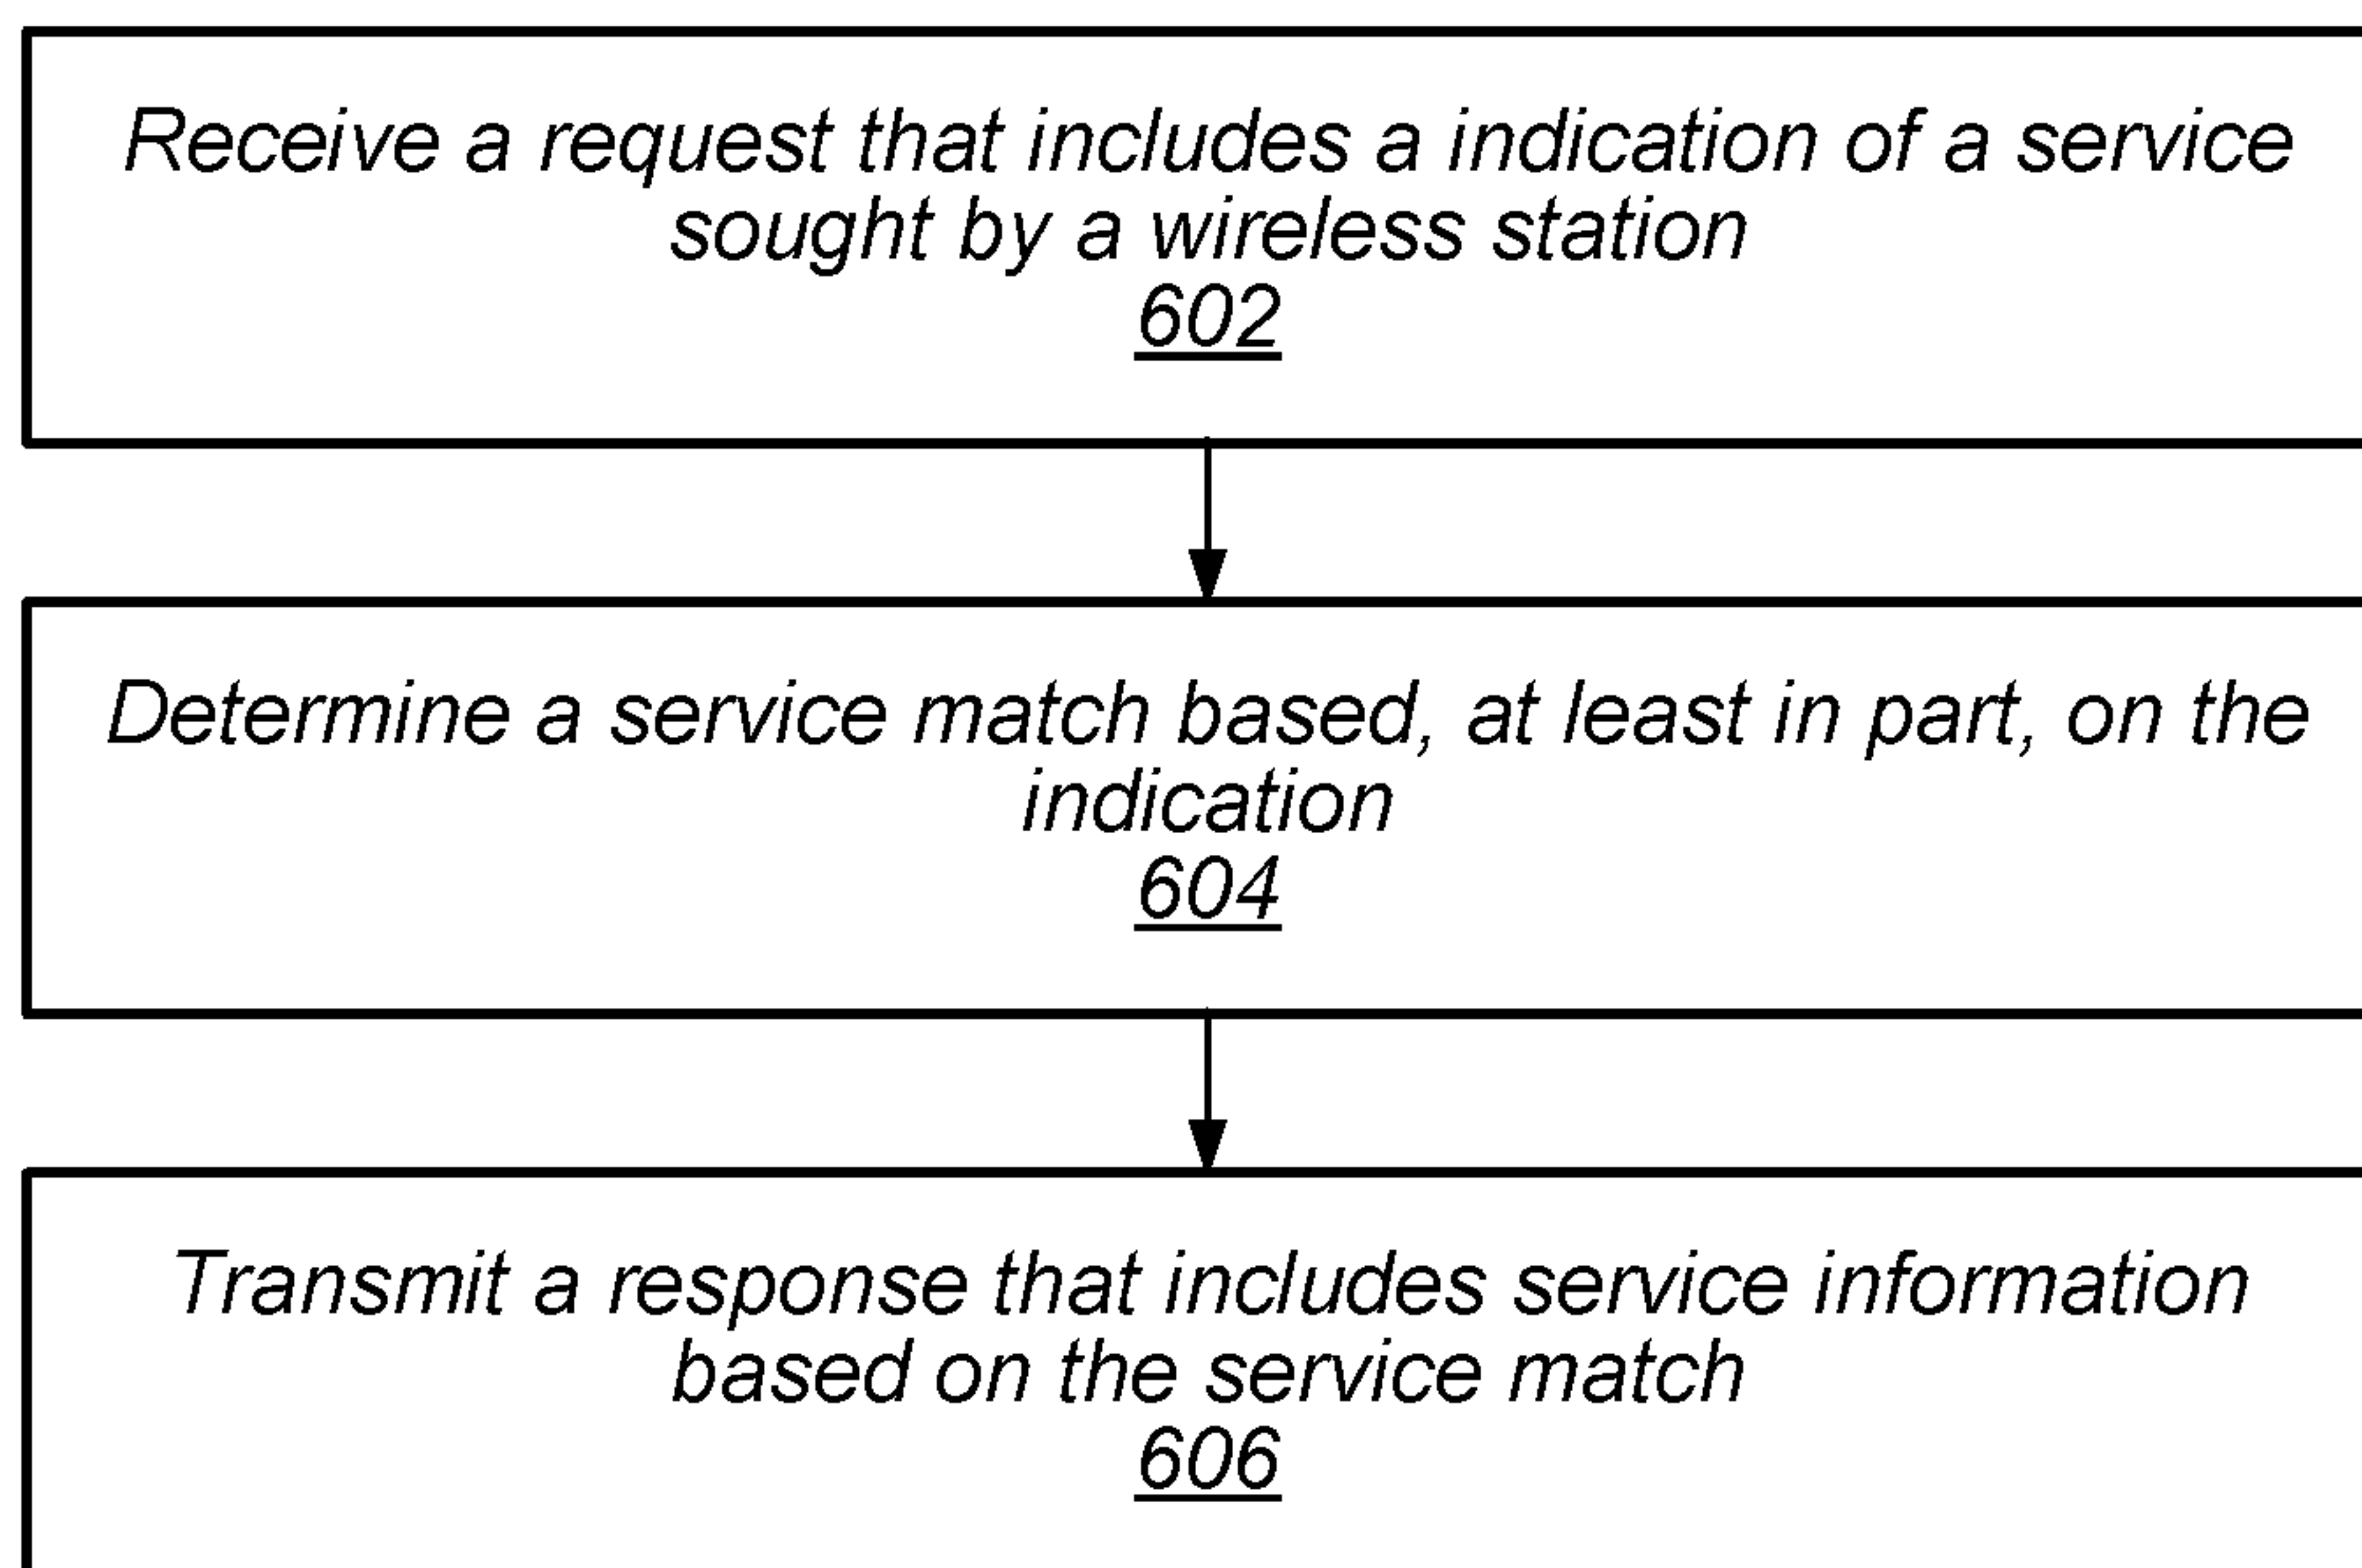 Receive a request that includes a indication of a service
sought by a wireless station
602
Determine a service match based, at least in part, on the
indication
604
Transmit a response that includes service information
based on the service match
606